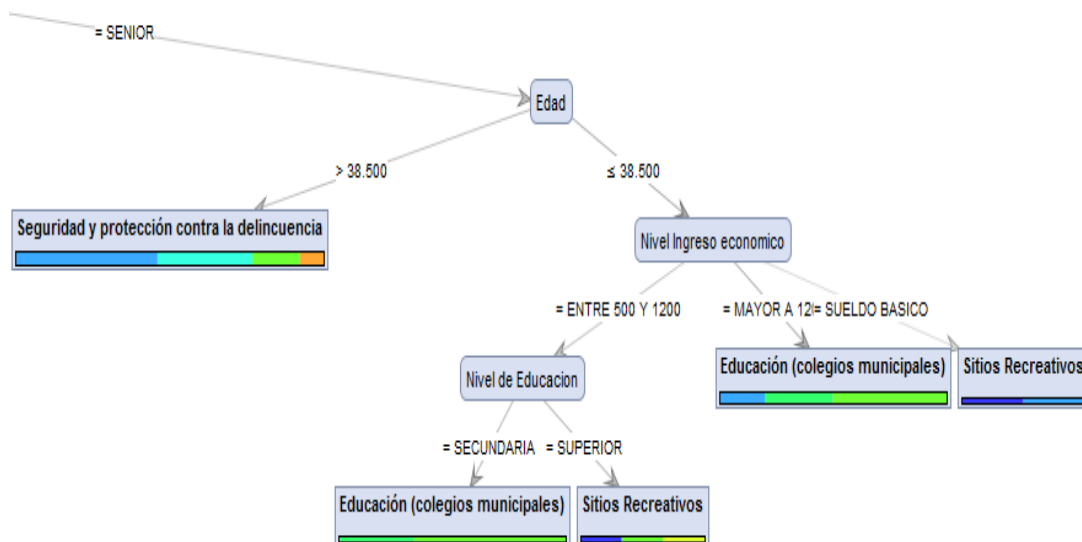 = SENIOR
Edad
> 38.500
≤ 38.500
Seguridad y protección contra la delincuencia
Nivel Ingreso economico
= ENTRE 500 Y 1200
= MAYOR A
= SUELDO BASICO
Nivel de Educacion
Educación (colegios municipales)
Sitios Recreativos
= SECUNDARIA
= SUPERIOR
Educación (colegios municipales)
Sitios Recreativos